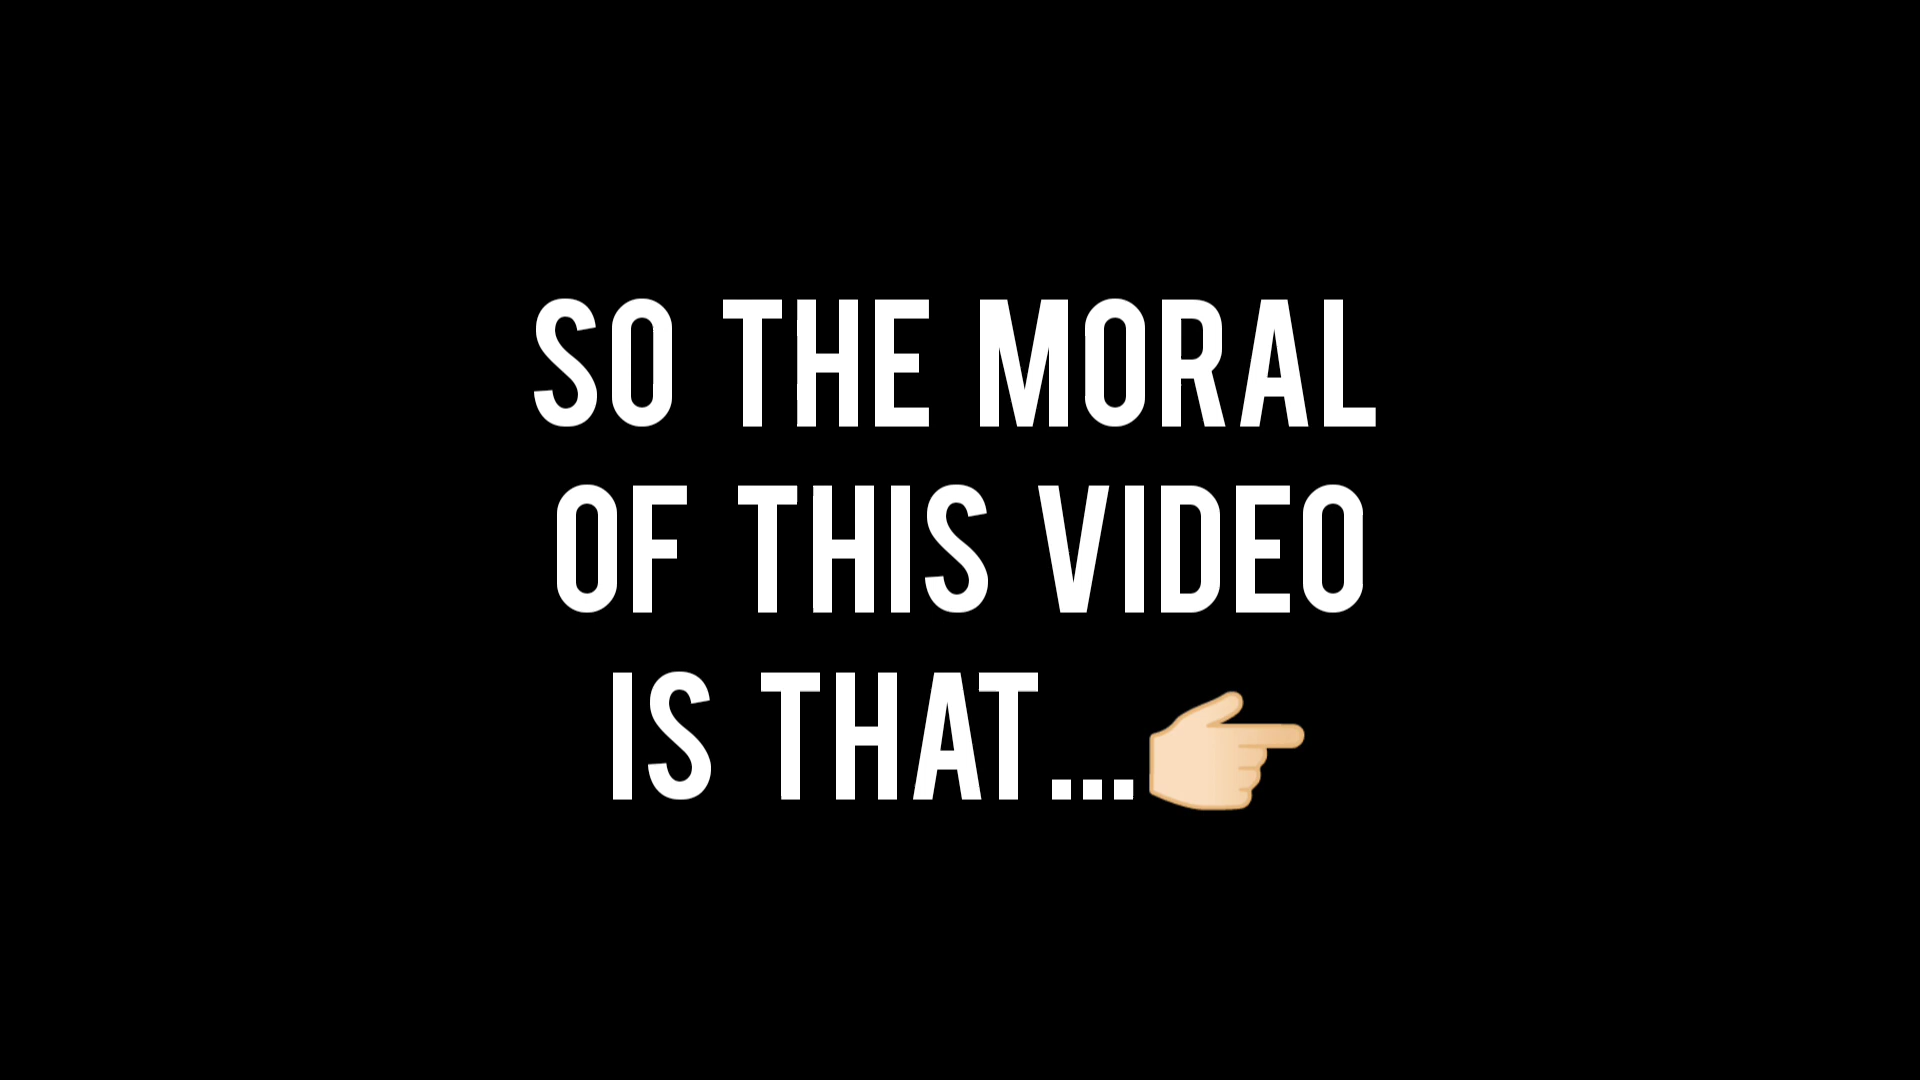 SO THE MORAL
OF THIS VIDEO
IS THAT...👉🏻